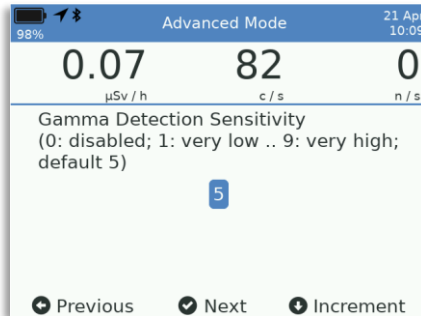 98%
Advanced Mode
21 Apr
10:09
0.07 82 0
µSv / h c / s n / s
Gamma Detection Sensitivity
(0: disabled; 1: very low .. 9: very high;
default 5)
5
Previous Next Increment